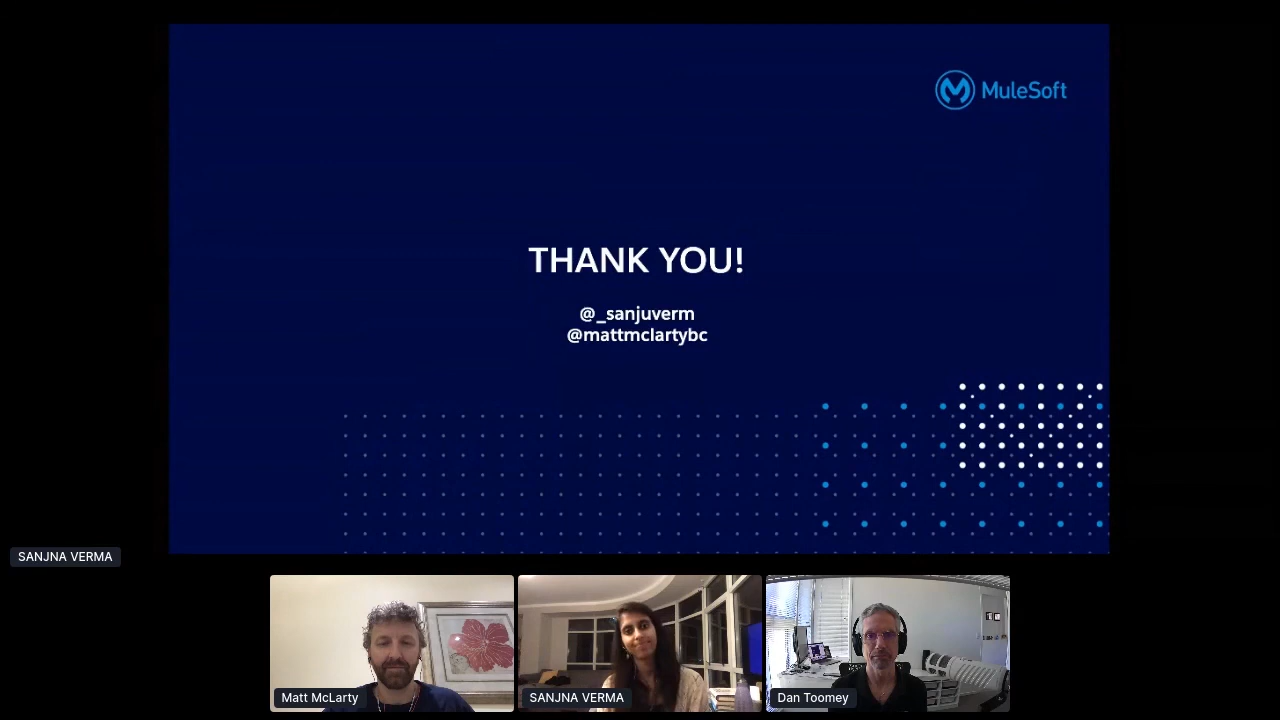 MuleSoft
THANK YOU!
@_sanjuverm
@mattmclartybc
SANJNA VERMA
Matt McLarty
SANJNA VERMA
Dan Toomey